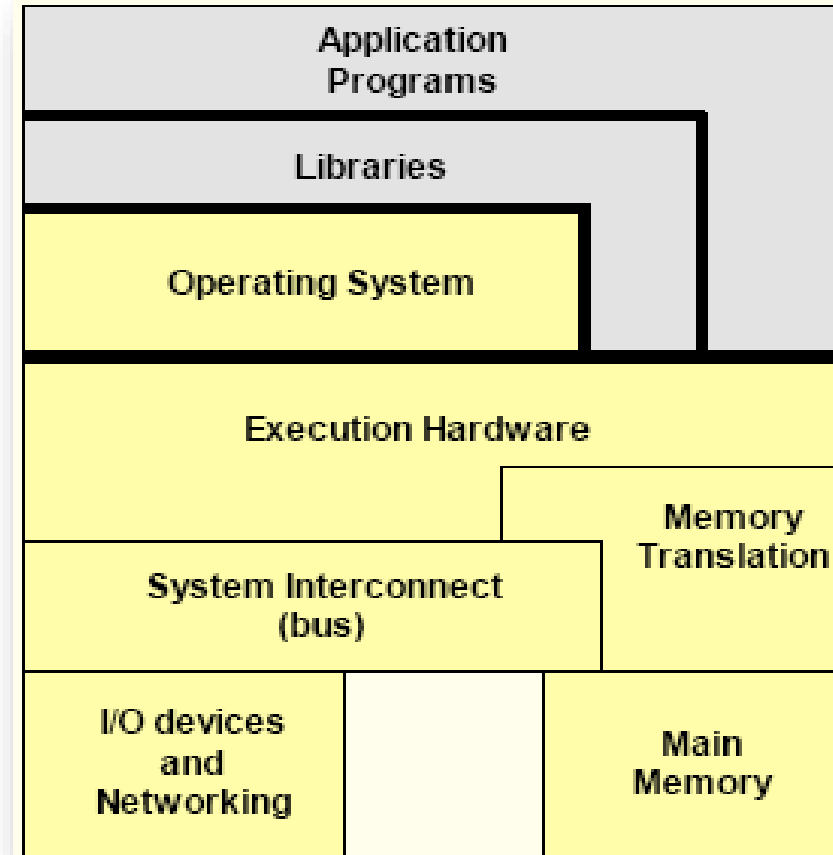 Application
Programs
Libraries
Operating System
Execution Hardware
Memory
Translation
System Interconnect
(bus)
I/O devices
and
Networking
Main
Memory